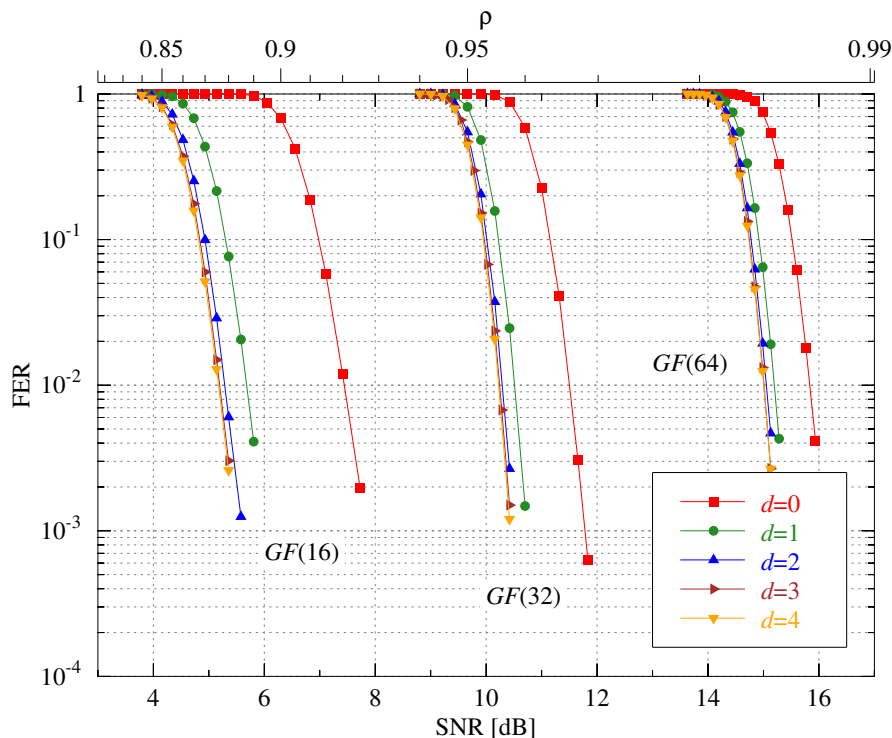 ρ
0.85 0.9 0.95 0.99
1
10^-1
10^-2
10^-3
10^-4
FER
GF(16)
GF(32)
GF(64)
d=0
d=1
d=2
d=3
d=4
4 6 8 10 12 14 16
SNR [dB]